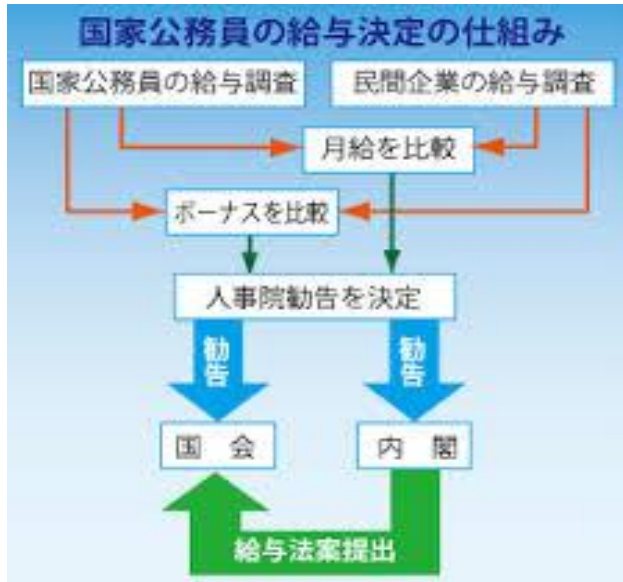 国家公務員の給与決定の仕組み
国家公務員の給与調査
民間企業の給与調査
月給を比較
ボーナスを比較
人事院勧告を決定
勧告
勧告
国 会
内 閣
給与法案提出